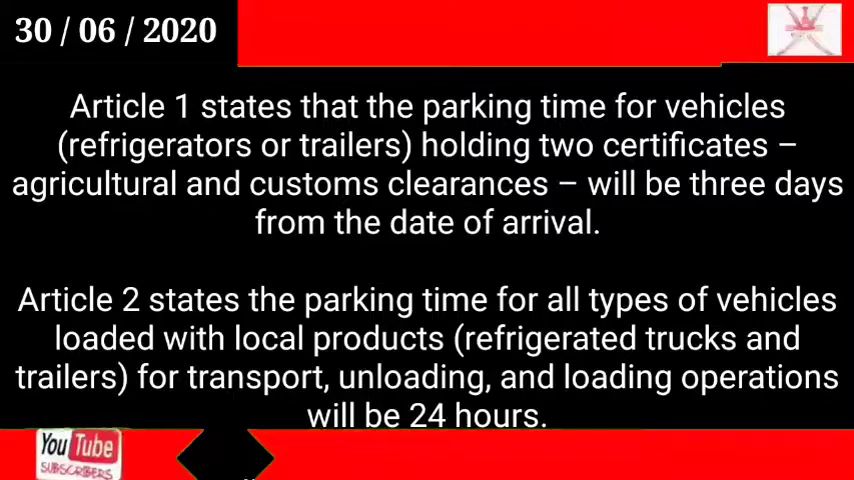 30 / 06 / 2020
Article 1 states that the parking time for vehicles
(refrigerators or trailers) holding two certificates –
agricultural and customs clearances – will be three days
from the date of arrival.
Article 2 states the parking time for all types of vehicles
loaded with local products (refrigerated trucks and
trailers) for transport, unloading, and loading operations
will be 24 hours.
You Tube
SUBSCRIBERS